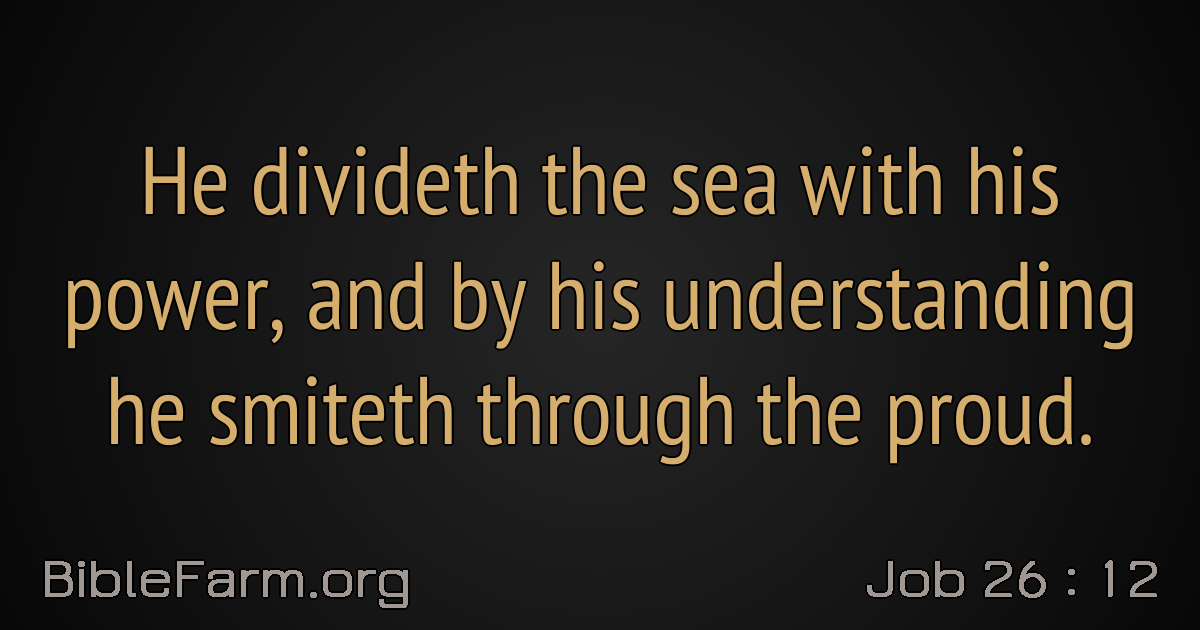 He divideth the sea with his
power, and by his understanding
he smiteth through the proud.
BibleFarm.org
Job 26 : 12